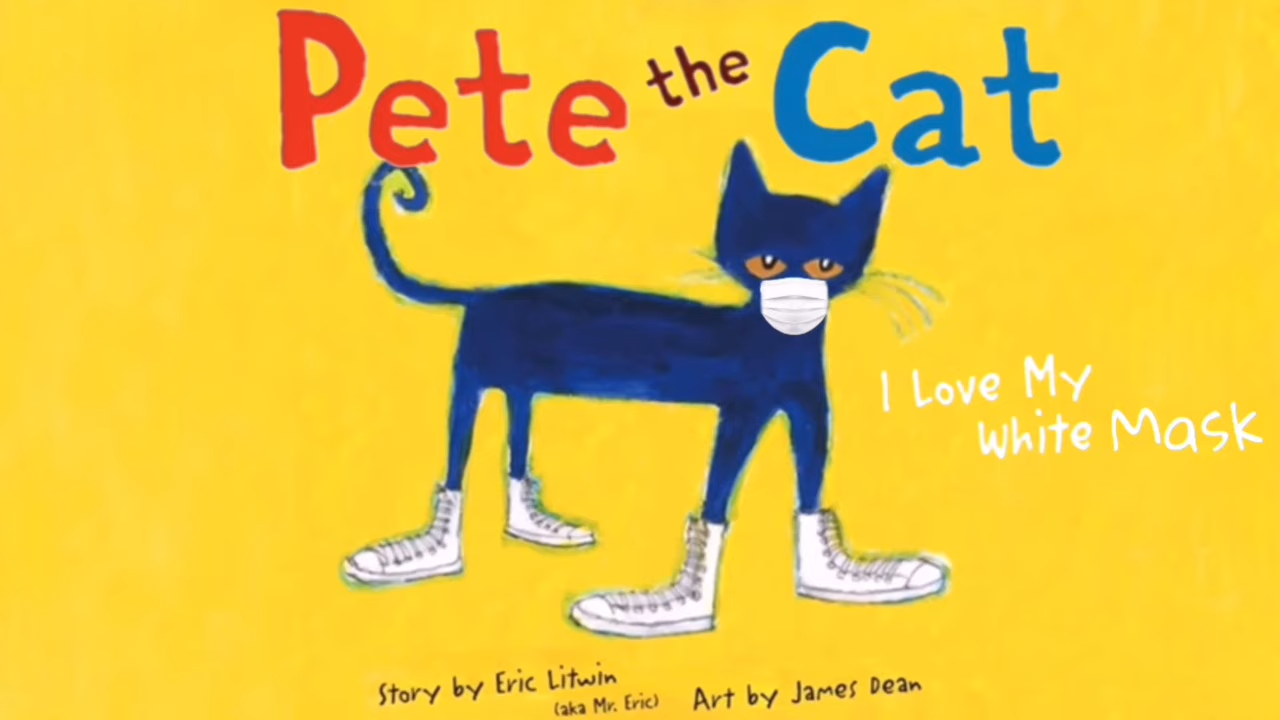 Pete the Cat
I Love My
White Mask
Story by Eric Litwin
(aka Mr. Eric)
Art by James Dean